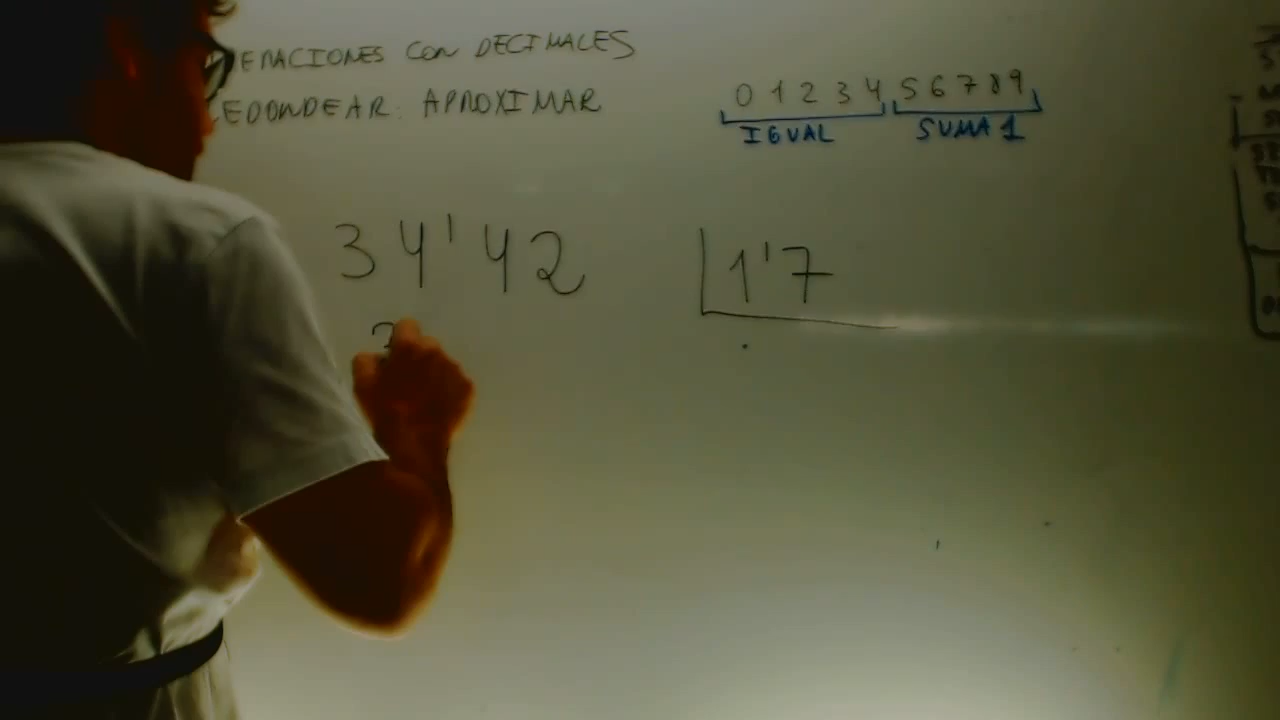 ERACIONES CON DECIMALES
EDONDEAR: APROXIMAR
0 1 2 3 4 5 6 7 8 9
IGUAL SUMA 1
34'42 1'7